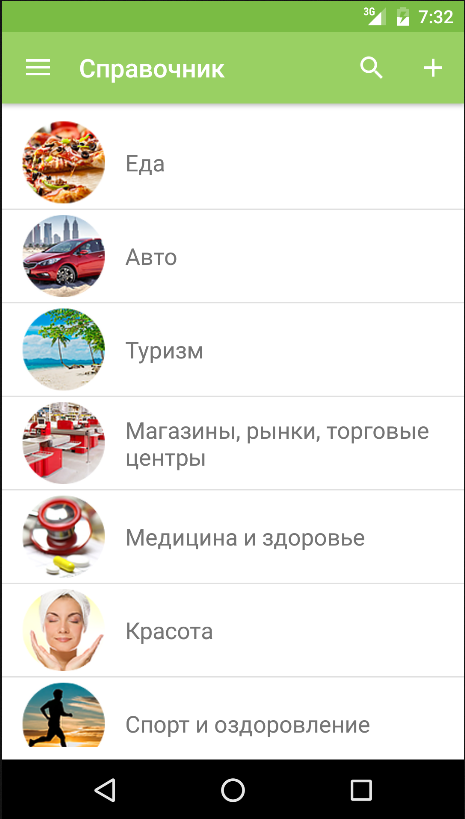 3G 7:32
Справочник
Еда
Авто
Туризм
Магазины, рынки, торговые
центры
Медицина и здоровье
Красота
Спорт и оздоровление